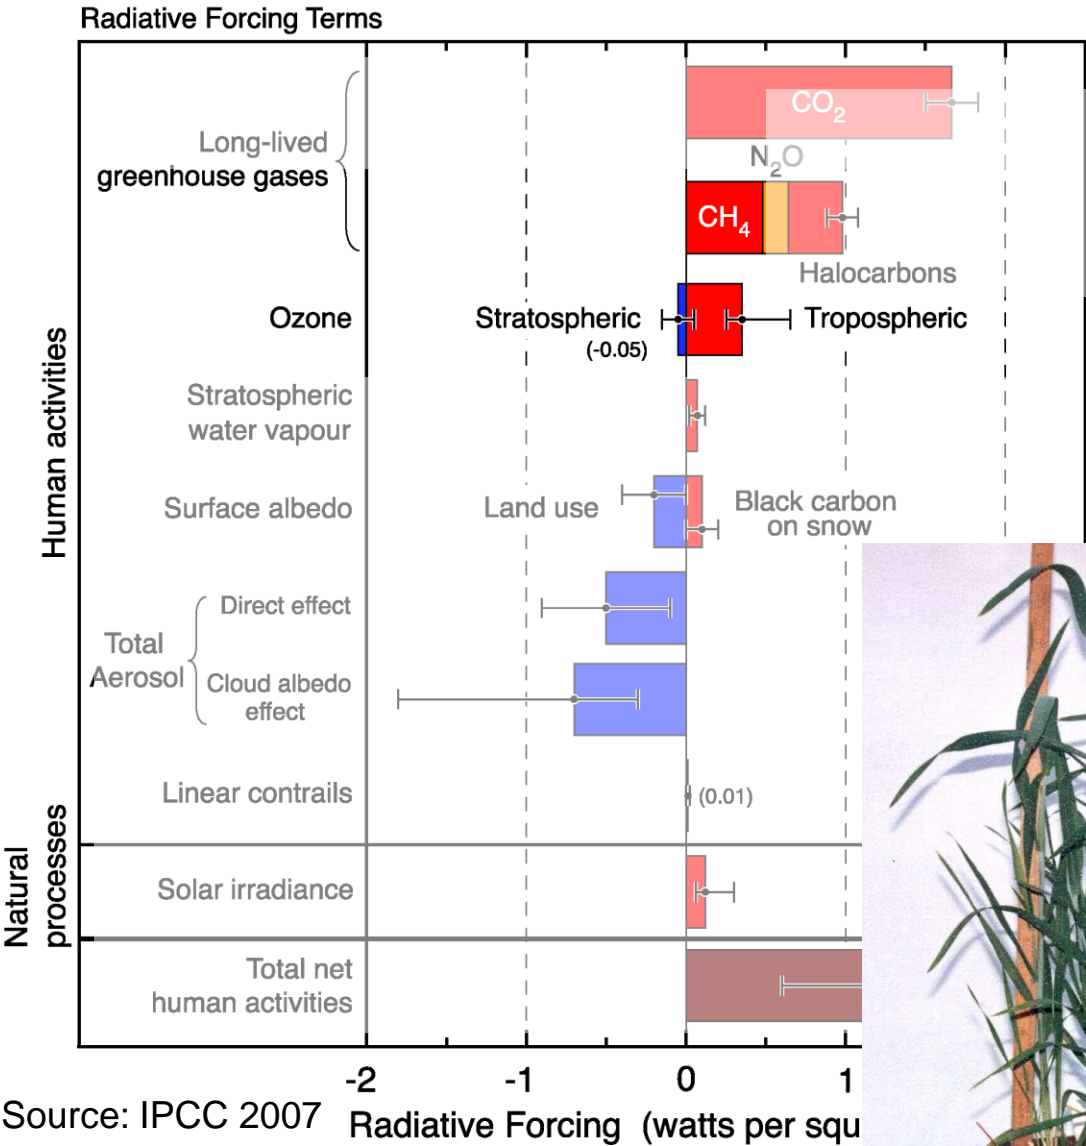 Radiative Forcing Terms
CO2
Long-lived
greenhouse gases
N2O
CH4
Halocarbons
Human activities
Ozone
Stratospheric
(-0.05)
Tropospheric
Stratospheric
water vapour
Surface albedo
Land use
Black carbon
on snow
Total
Aerosol
Direct effect
Cloud albedo
effect
Linear contrails
(0.01)
Natural
processes
Solar irradiance
Total net
human activities
-2 -1 0 1
Source: IPCC 2007
Radiative Forcing (watts per squ